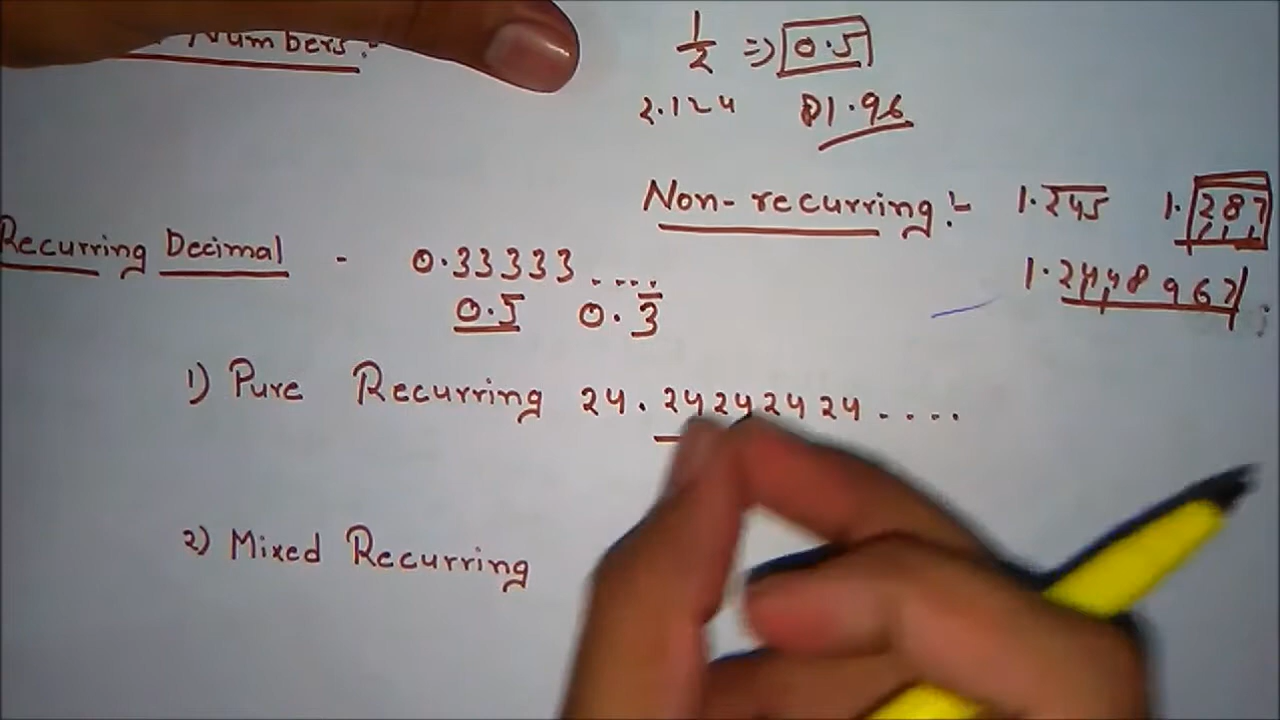 Numbers:-
1/2 => 0.5
2.124 01.96
Non-recurring :- 1.245 1.287
1.2448967
Recurring Decimal - 0.33333....
0.5 0.3̅
1) Pure Recurring 24.24242424....
2) Mixed Recurring